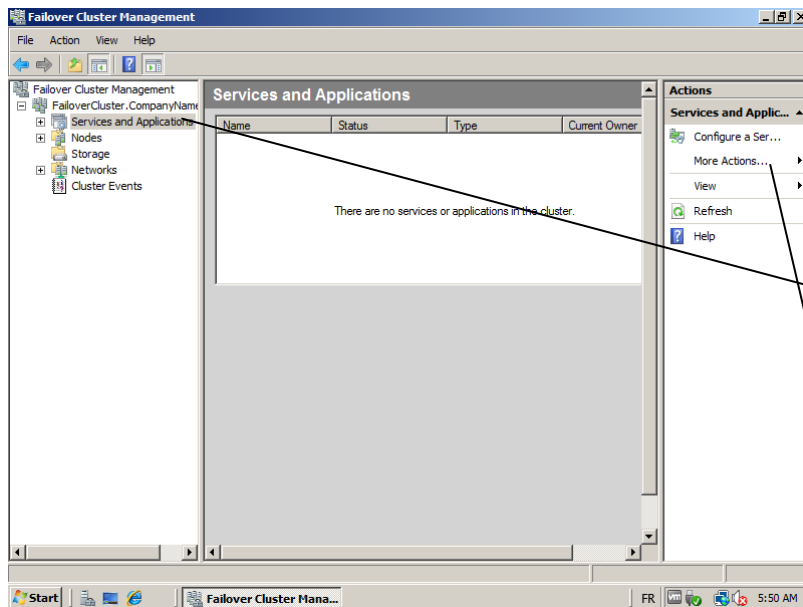 Failover Cluster Management
File Action View Help
Failover Cluster Management
FailoverCluster.CompanyName
Services and Applications
Nodes
Storage
Networks
Cluster Events
Services and Applications
Name Status Type Current Owner
There are no services or applications in the cluster.
Actions
Services and Applic...
Configure a Ser...
More Actions...
View
Refresh
Help
Start
Failover Cluster Mana...
FR
5:50 AM